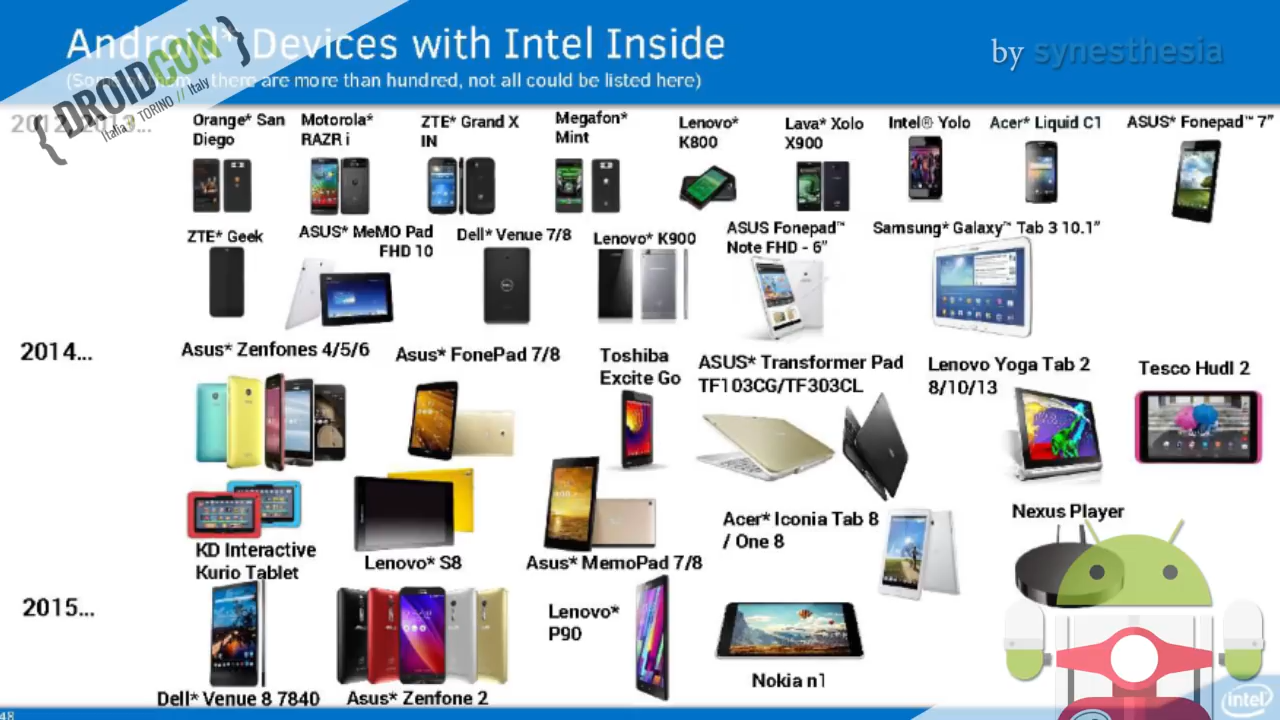 Android* Devices with Intel Inside
there are more than hundred, not all could be listed here)
by synesthesia
{DROIDCON}
Italia // TORINO // Italy
Orange* San
Diego
Motorola*
RAZR i
ZTE* Grand X
IN
Megafon*
Mint
Lenovo*
K800
Lava* Xolo
X900
Intel® Yolo
Acer* Liquid C1
ASUS* Fonepad™ 7”
ZTE* Geek
ASUS* MeMO Pad
FHD 10
Dell* Venue 7/8
Lenovo* K900
ASUS Fonepad™
Note FHD - 6”
Samsung* Galaxy™ Tab 3 10.1”
2014...
Asus* Zenfones 4/5/6
Asus* FonePad 7/8
Toshiba
Excite Go
ASUS* Transformer Pad
TF103CG/TF303CL
Lenovo Yoga Tab 2
8/10/13
Tesco Hudl 2
KD Interactive
Kurio Tablet
Lenovo* S8
Asus* MemoPad 7/8
Acer* Iconia Tab 8
/ One 8
Nexus Player
2015...
Dell* Venue 8 7840
Asus* Zenfone 2
Lenovo*
P90
Nokia n1
intel
48